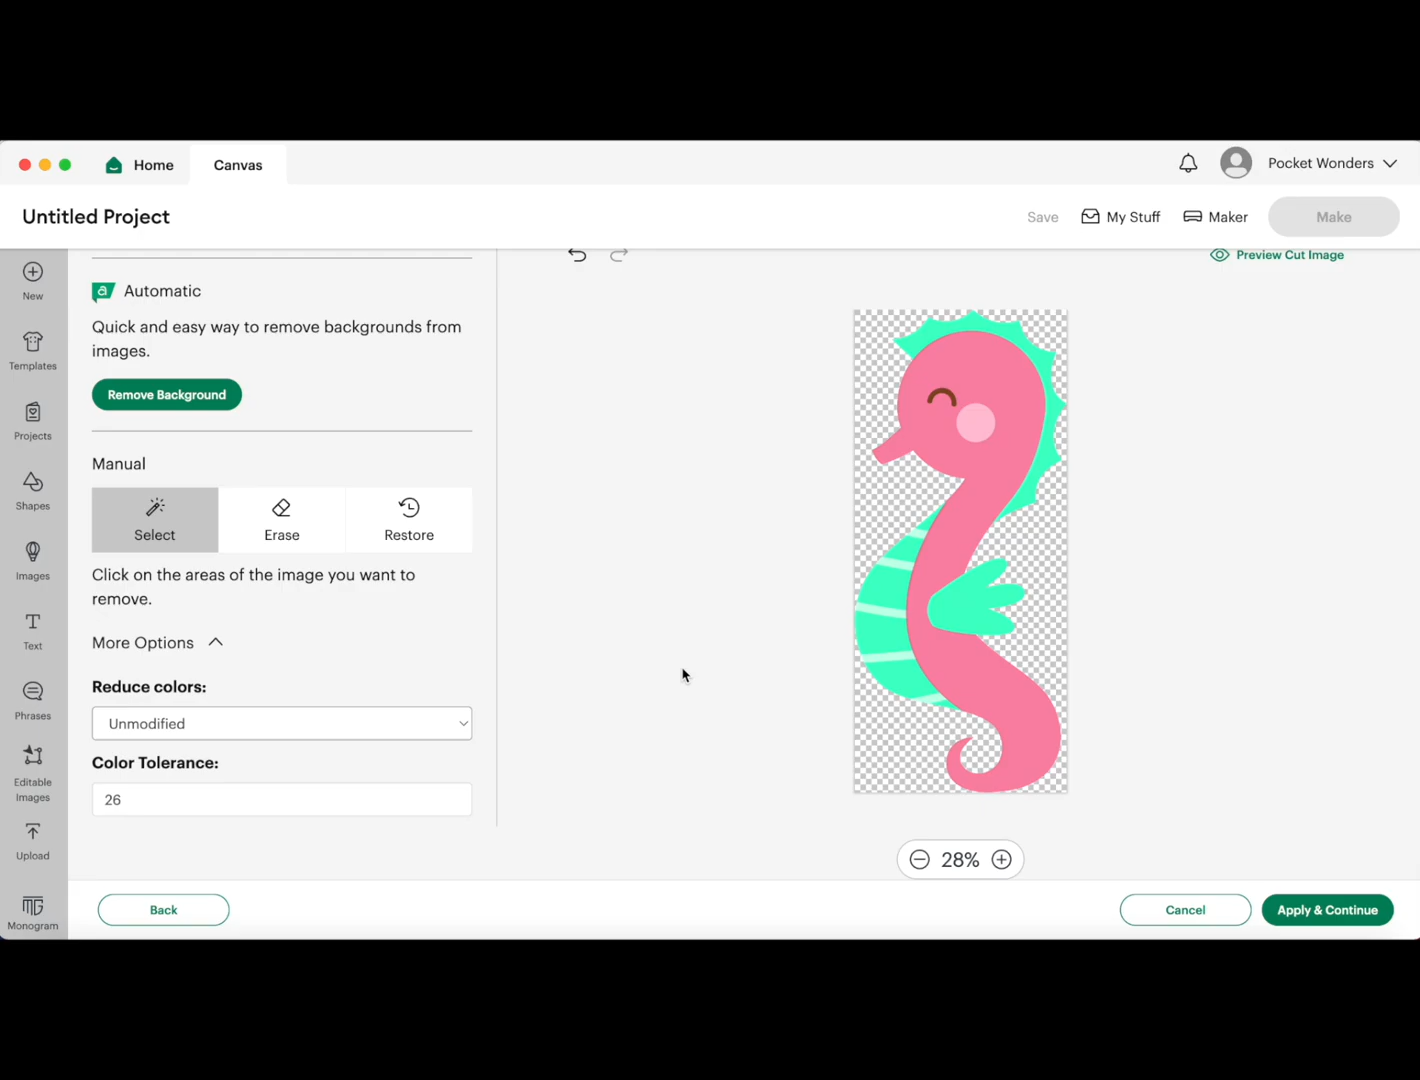 Home
Canvas
Pocket Wonders
Untitled Project
Save
My Stuff
Maker
Make
New
Templates
Projects
Shapes
Images
Text
Phrases
Editable
Images
Upload
Monogram
a Automatic
Quick and easy way to remove backgrounds from
images.
Remove Background
Manual
Select
Erase
Restore
Click on the areas of the image you want to
remove.
More Options
Reduce colors:
Unmodified
Color Tolerance:
26
Preview Cut Image
28%
Back
Cancel
Apply & Continue